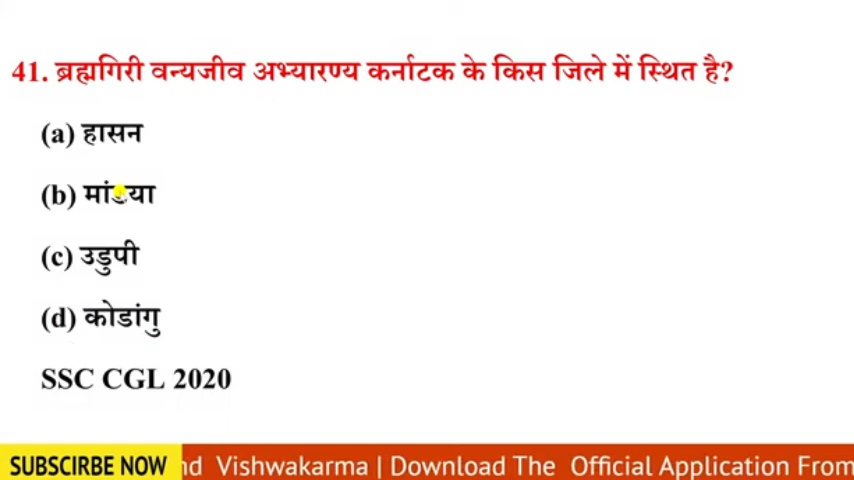 41. ब्रह्मगिरी वन्यजीव अभ्यारण्य कर्नाटक के किस जिले में स्थित है?
(a) हासन
(b) मांडया
(c) उडुपी
(d) कोडांगु
SSC CGL 2020
SUBSCIRBE NOW nd Vishwakarma | Download The Official Application From